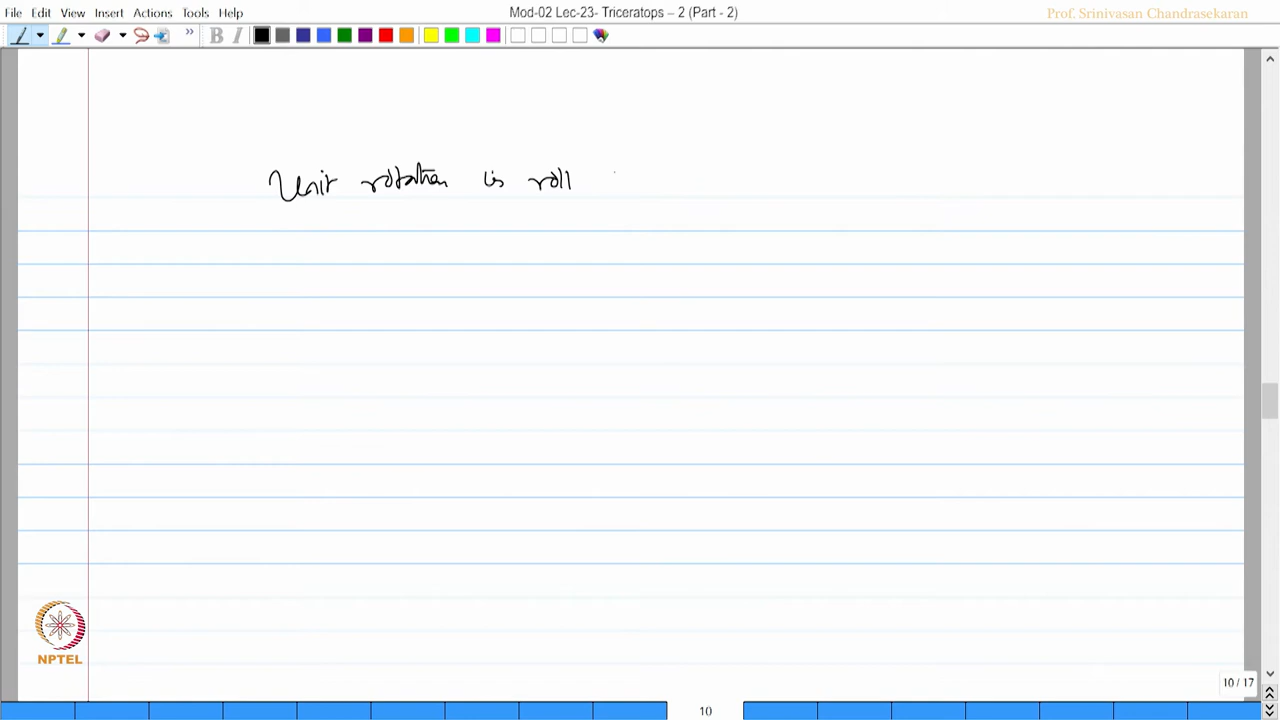 File Edit View Insert Actions Tools Help
Mod-02 Lec-23- Triceratops – 2 (Part - 2)
Prof. Srinivasan Chandrasekaran
B I
Unit rotation is roll
NPTEL
10 / 17
10